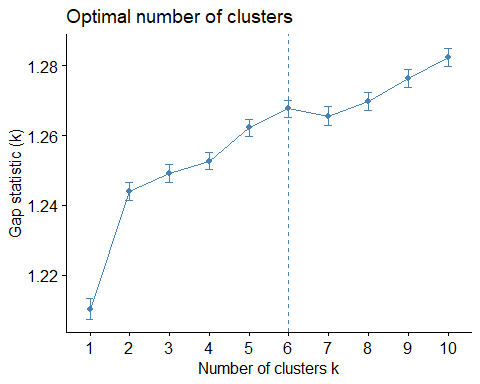 Optimal number of clusters
Gap statistic (k)
1.28
1.26
1.24
1.22
1 2 3 4 5 6 7 8 9 10
Number of clusters k